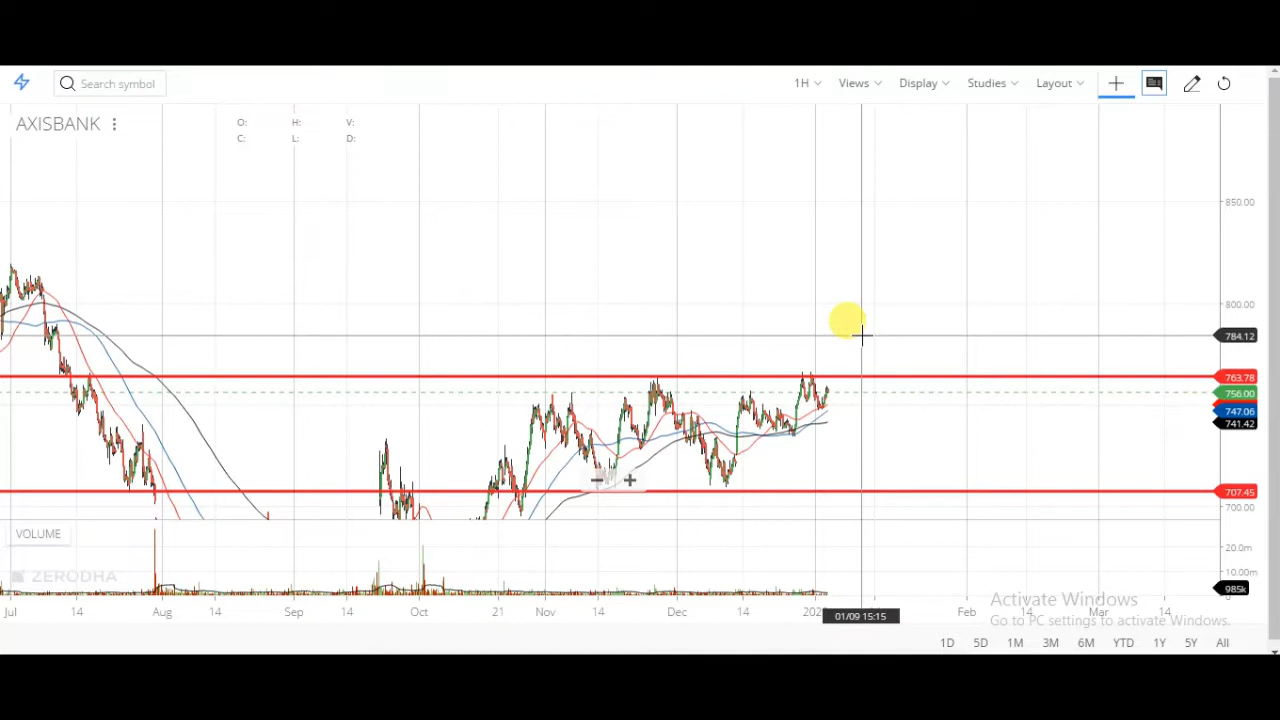 Search symbol 1H Views Display Studies Layout
AXISBANK
O: H: V:
C: L: D:
850.00
800.00
784.12
763.78
756.00
747.06
741.42
707.45
700.00
VOLUME
20.0m
ZERODHA
10.00m
985k
Jul 14 Aug 14 Sep 14 Oct 21 Nov 14 Dec 14 Feb 14 Mar 14
01/09 15:15
Activate Windows
Go to PC settings to activate Windows.
1D 5D 1M 3M 6M YTD 1Y 5Y All